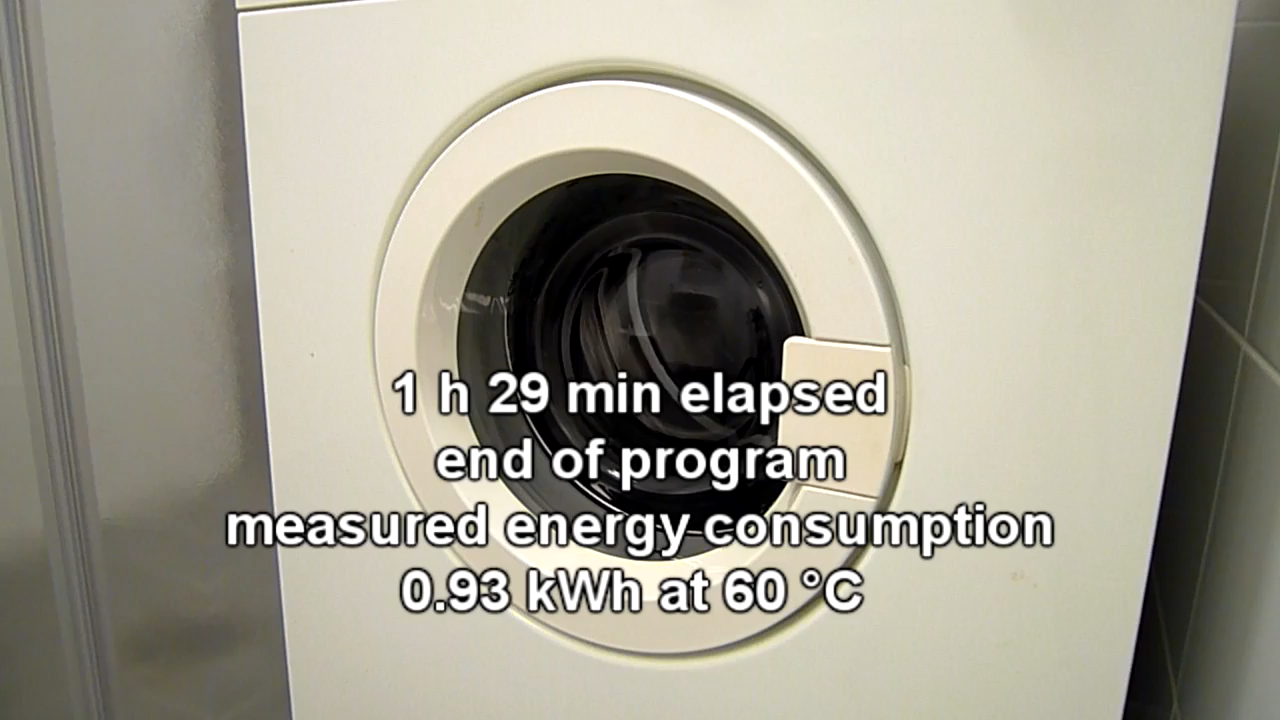 1 h 29 min elapsed
end of program
measured energy consumption
0.93 kWh at 60 °C